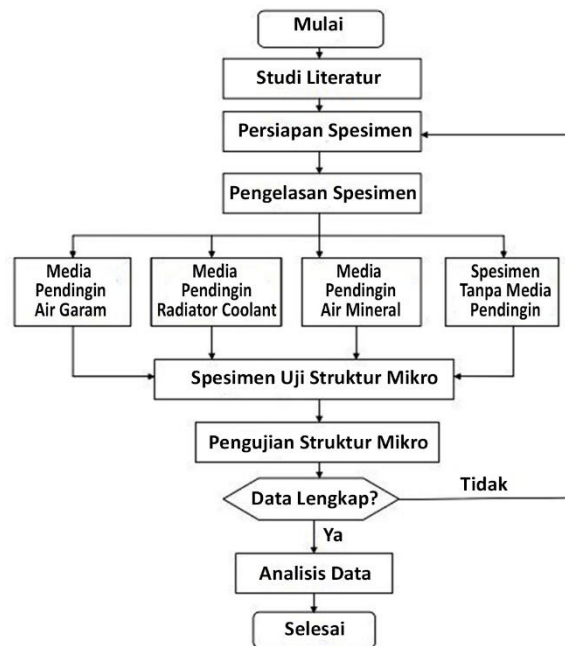 Mulai
Studi Literatur
Persiapan Spesimen
Pengelasan Spesimen
Media
Pendingin
Air Garam
Media
Pendingin
Radiator Coolant
Media
Pendingin
Air Mineral
Spesimen
Tanpa Media
Pendingin
Spesimen Uji Struktur Mikro
Pengujian Struktur Mikro
Data Lengkap?
Tidak
Ya
Analisis Data
Selesai